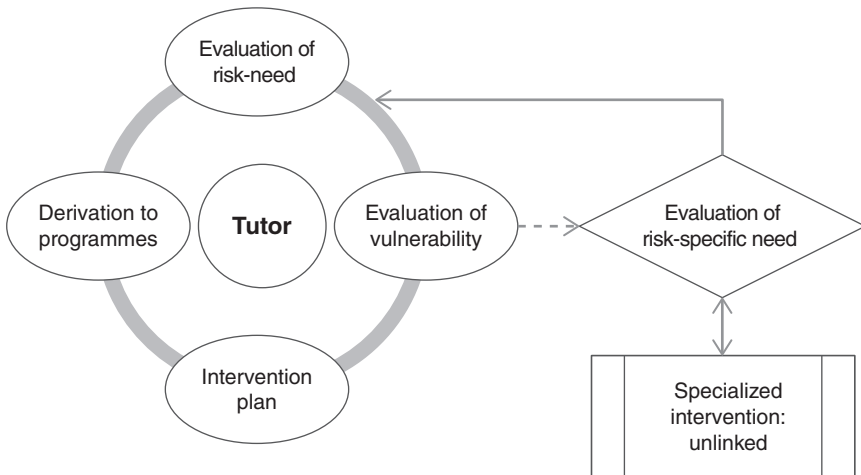 Evaluation of
risk-need
Derivation to
programmes
Tutor
Evaluation of
vulnerability
Evaluation of
risk-specific need
Intervention
plan
Specialized
intervention:
unlinked